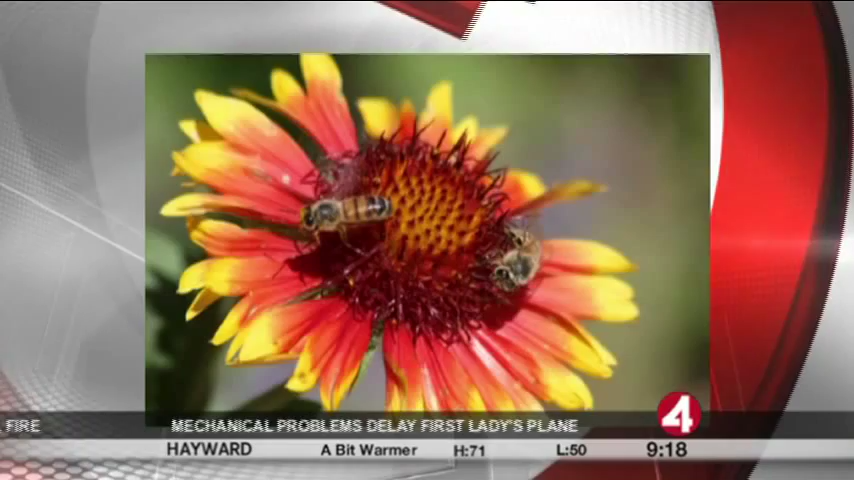 4
FIRE MECHANICAL PROBLEMS DELAY FIRST LADY'S PLANE
HAYWARD A Bit Warmer H:71 L:50 9:18